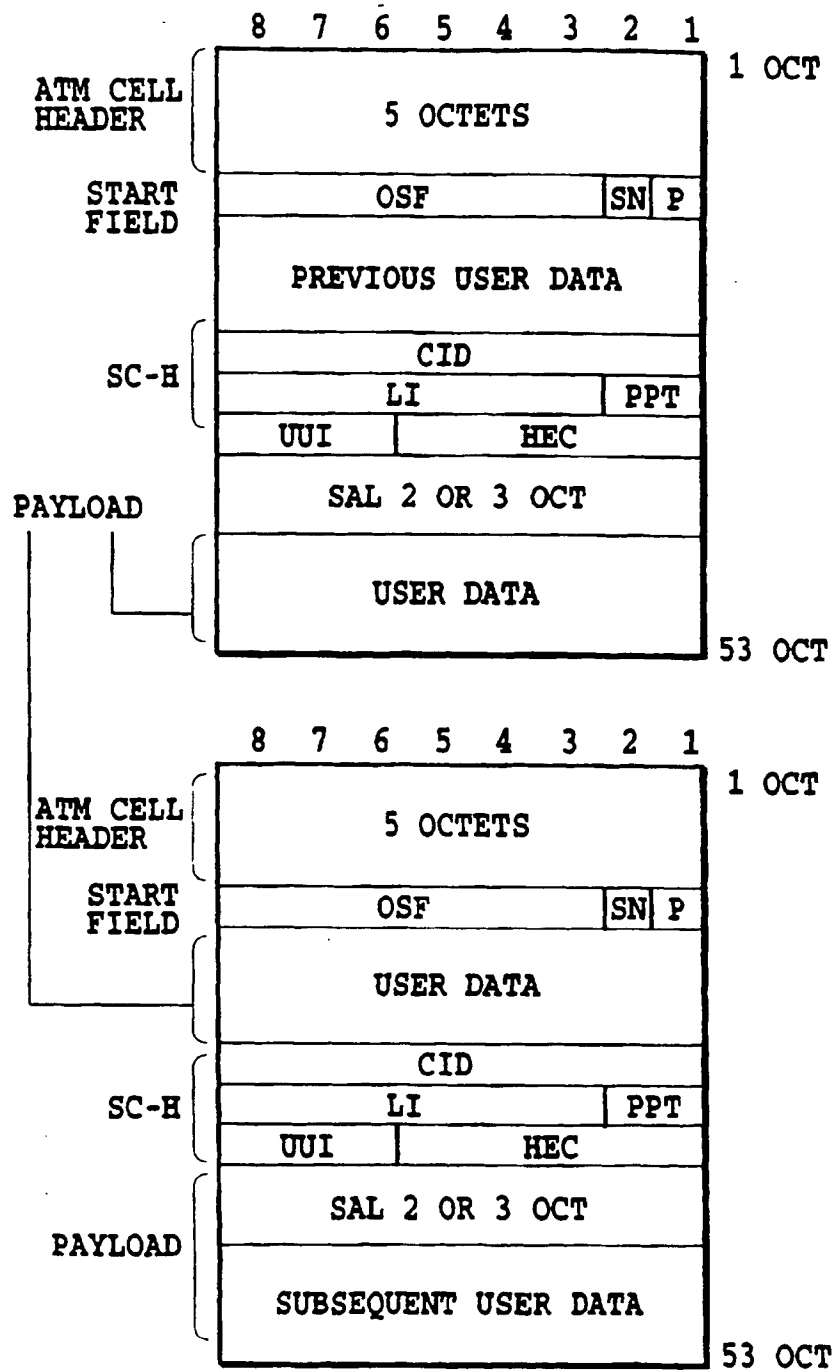 8 7 6 5 4 3 2 1
1 OCT
ATM CELL
HEADER
5 OCTETS
START
FIELD
OSF SN P
PREVIOUS USER DATA
SC-H
CID
LI PPT
UUI HEC
SAL 2 OR 3 OCT
PAYLOAD
USER DATA
53 OCT
8 7 6 5 4 3 2 1
1 OCT
ATM CELL
HEADER
5 OCTETS
START
FIELD
OSF SN P
USER DATA
SC-H
CID
LI PPT
UUI HEC
SAL 2 OR 3 OCT
PAYLOAD
SUBSEQUENT USER DATA
53 OCT